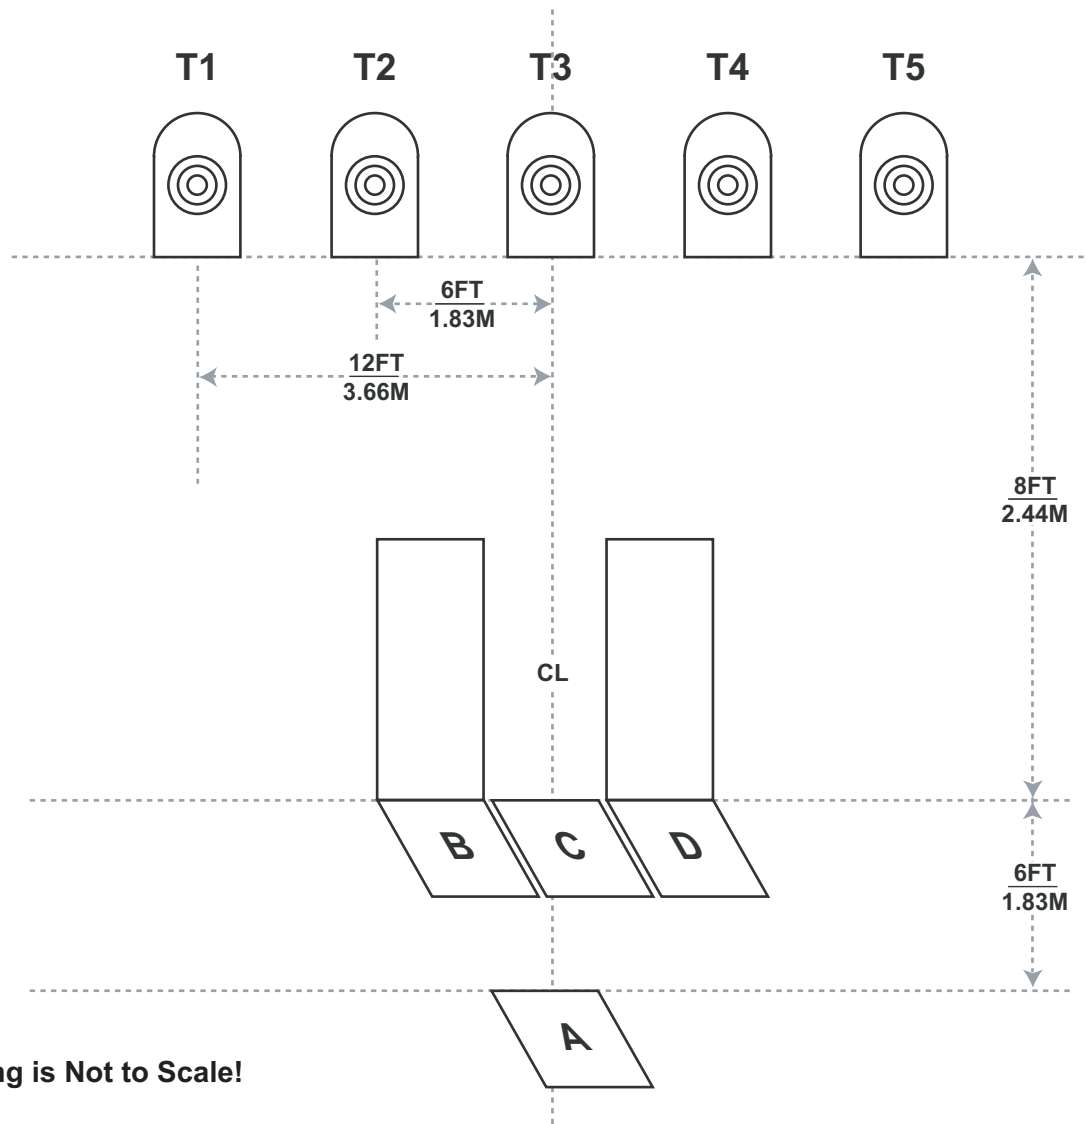 T1 T2 T3 T4 T5
6FT
1.83M
12FT
3.66M
8FT
2.44M
CL
B C D
6FT
1.83M
A
is Not to Scale!